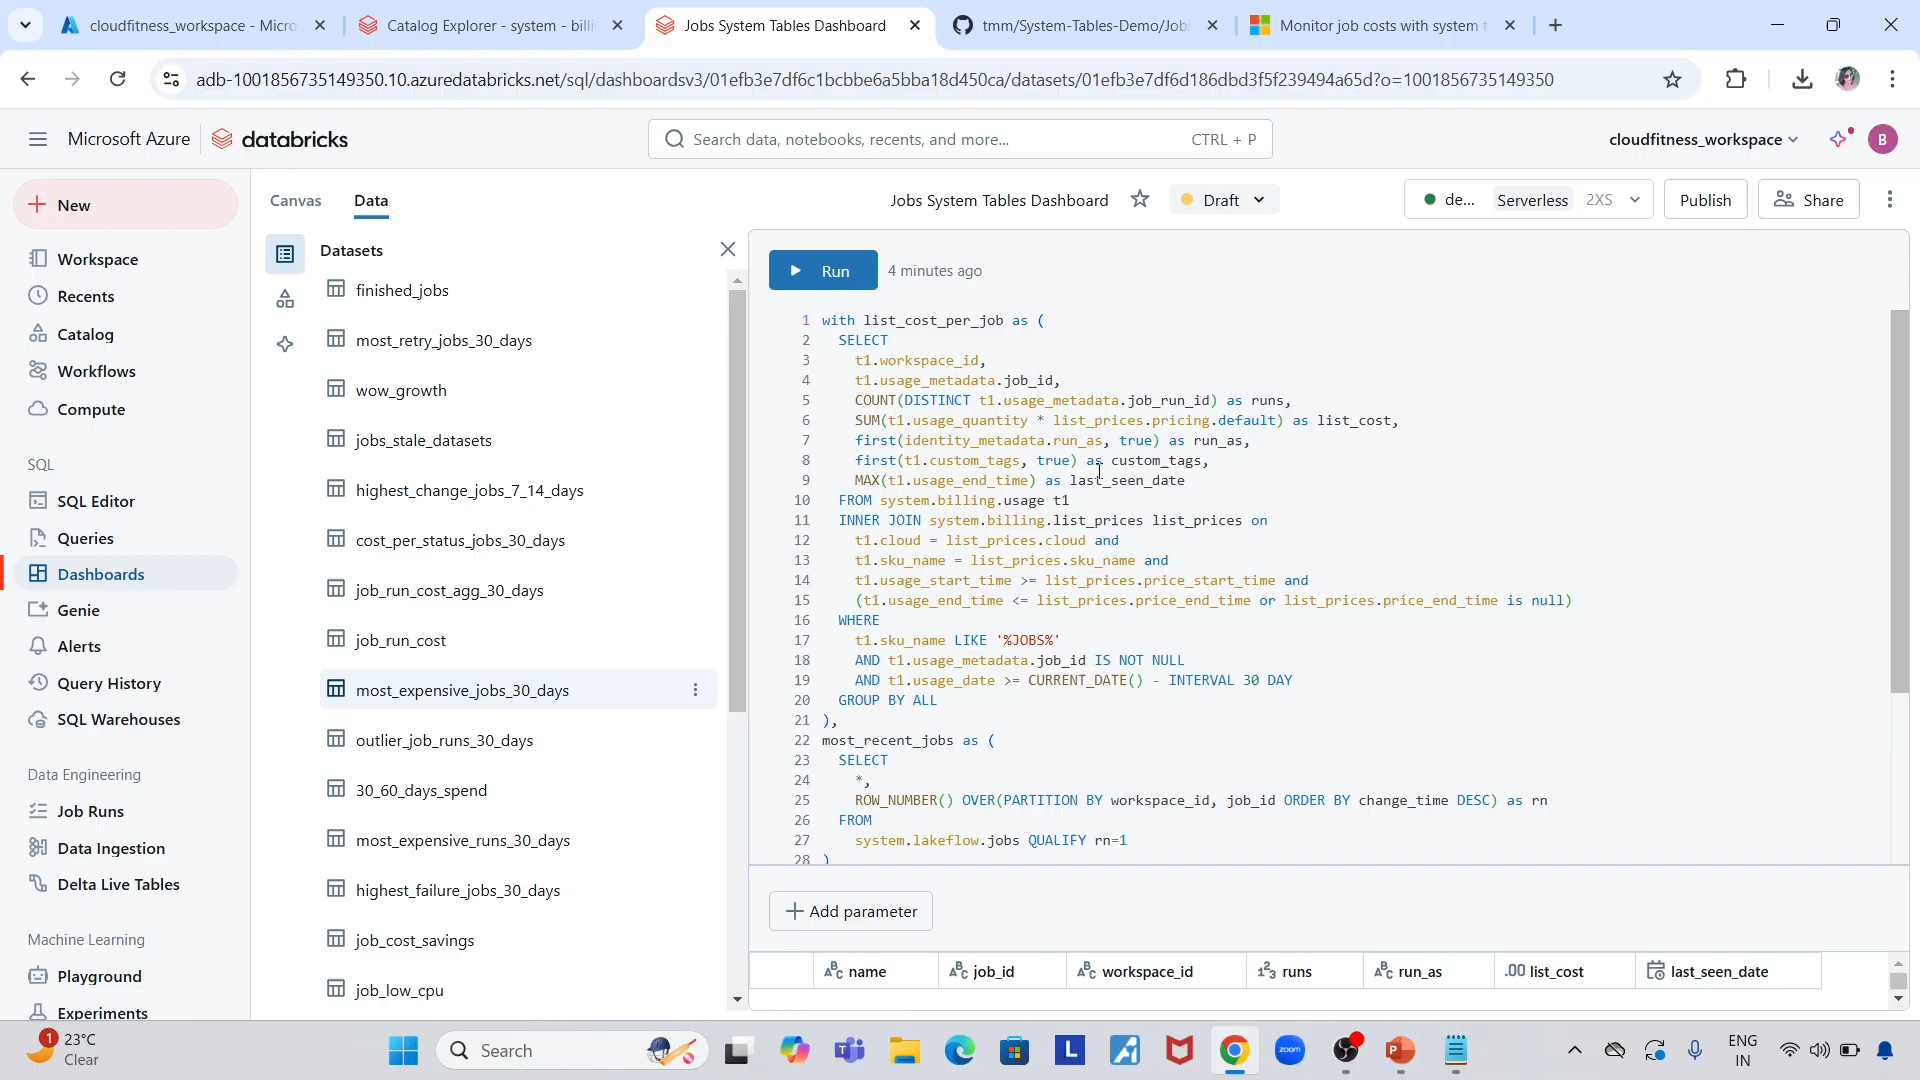 cloudfitness_workspace - Micro
Catalog Explorer - system - billi
Jobs System Tables Dashboard
tmm/System-Tables-Demo/Jobs
Monitor job costs with system t
adb-1001856735149350.10.azuredatabricks.net/sql/dashboardsv3/01efb3e7df6c1bcbbe6a5bba18d450ca/datasets/01efb3e7df6d186dbd3f5f239494a65d?o=1001856735149350
Microsoft Azure
databricks
Search data, notebooks, recents, and more...
CTRL + P
cloudfitness_workspace
B
New
Workspace
Recents
Catalog
Workflows
Compute
SQL
SQL Editor
Queries
Dashboards
Genie
Alerts
Query History
SQL Warehouses
Data Engineering
Job Runs
Data Ingestion
Delta Live Tables
Machine Learning
Playground
Experiments
Canvas
Data
Jobs System Tables Dashboard
Draft
de...
Serverless
2XS
Publish
Share
Datasets
finished_jobs
most_retry_jobs_30_days
wow_growth
jobs_stale_datasets
highest_change_jobs_7_14_days
cost_per_status_jobs_30_days
job_run_cost_agg_30_days
job_run_cost
most_expensive_jobs_30_days
outlier_job_runs_30_days
30_60_days_spend
most_expensive_runs_30_days
highest_failure_jobs_30_days
job_cost_savings
job_low_cpu
Run
4 minutes ago
1 with list_cost_per_job as (
2 SELECT
3 t1.workspace_id,
4 t1.usage_metadata.job_id,
5 COUNT(DISTINCT t1.usage_metadata.job_run_id) as runs,
6 SUM(t1.usage_quantity * list_prices.pricing.default) as list_cost,
7 first(identity_metadata.run_as, true) as run_as,
8 first(t1.custom_tags, true) as custom_tags,
9 MAX(t1.usage_end_time) as last_seen_date
10 FROM system.billing.usage t1
11 INNER JOIN system.billing.list_prices list_prices on
12 t1.cloud = list_prices.cloud and
13 t1.sku_name = list_prices.sku_name and
14 t1.usage_start_time >= list_prices.price_start_time and
15 (t1.usage_end_time <= list_prices.price_end_time or list_prices.price_end_time is null)
16 WHERE
17 t1.sku_name LIKE '%JOBS%'
18 AND t1.usage_metadata.job_id IS NOT NULL
19 AND t1.usage_date >= CURRENT_DATE() - INTERVAL 30 DAY
20 GROUP BY ALL
21 ),
22 most_recent_jobs as (
23 SELECT
24 *,
25 ROW_NUMBER() OVER(PARTITION BY workspace_id, job_id ORDER BY change_time DESC) as rn
26 FROM
27 system.lakeflow.jobs QUALIFY rn=1
28 )
Add parameter
name
job_id
workspace_id
runs
run_as
.00 list_cost
last_seen_date
1
23°C
Clear
Search
zoom
ENG
IN